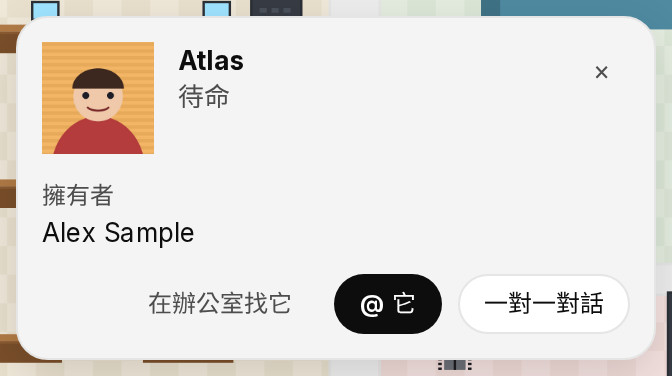 Atlas
待命
×
擁有者
Alex Sample
在辦公室找它
@ 它
一對一對話